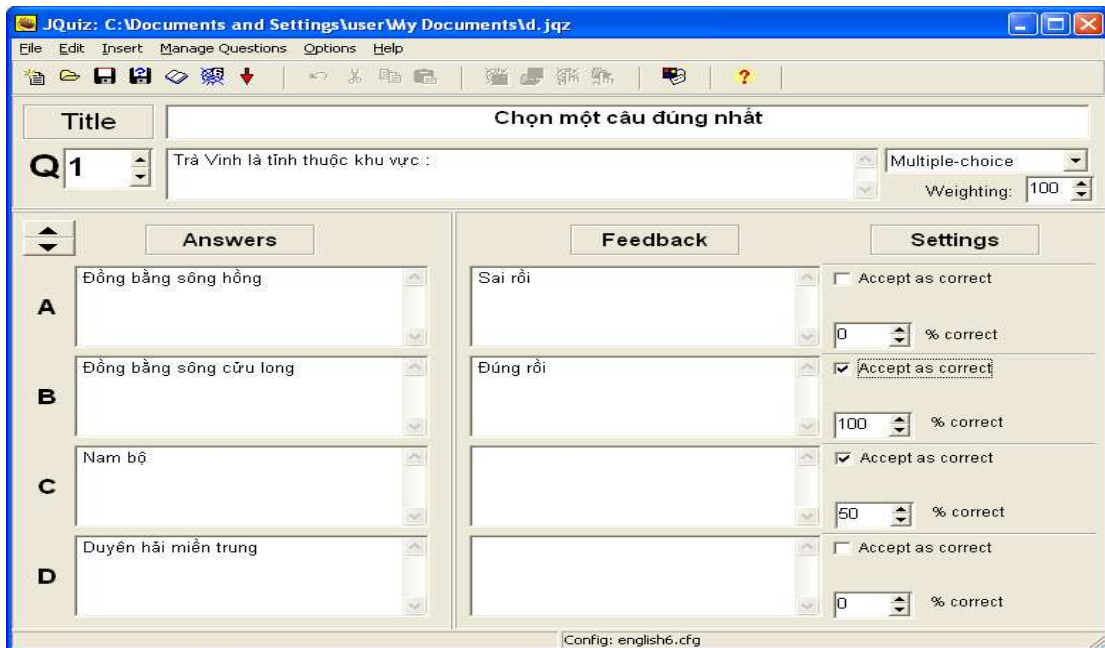 JQuiz: C:\Documents and Settings\user\My Documents\d.jqz
File Edit Insert Manage Questions Options Help
Title Chọn một câu đúng nhất
Q 1 Trà Vinh là tỉnh thuộc khu vực : Multiple-choice
Weighting: 100
Answers Feedback Settings
A Đồng bằng sông hồng Sai rồi Accept as correct
0 % correct
B Đồng bằng sông cửu long Đúng rồi Accept as correct
100 % correct
C Nam bộ Accept as correct
50 % correct
D Duyên hải miền trung Accept as correct
0 % correct
Config: english6.cfg